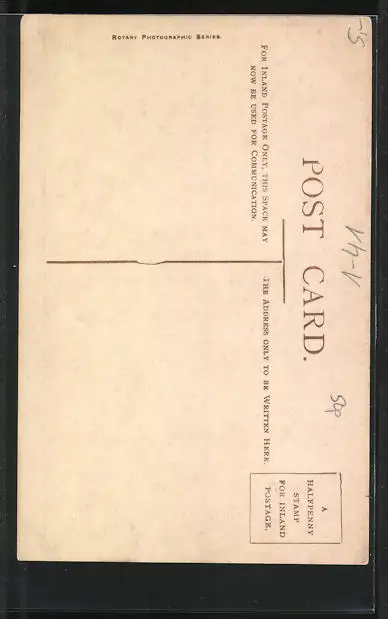 POST CARD.
FOR INLAND POSTAGE ONLY, THIS SPACE MAY
NOW BE USED FOR COMMUNICATION.
THE ADDRESS ONLY TO BE WRITTEN HERE.
A
HALFPENNY
STAMP
FOR INLAND
POSTAGE.
ROTARY PHOTOGRAPHIC SERIES.